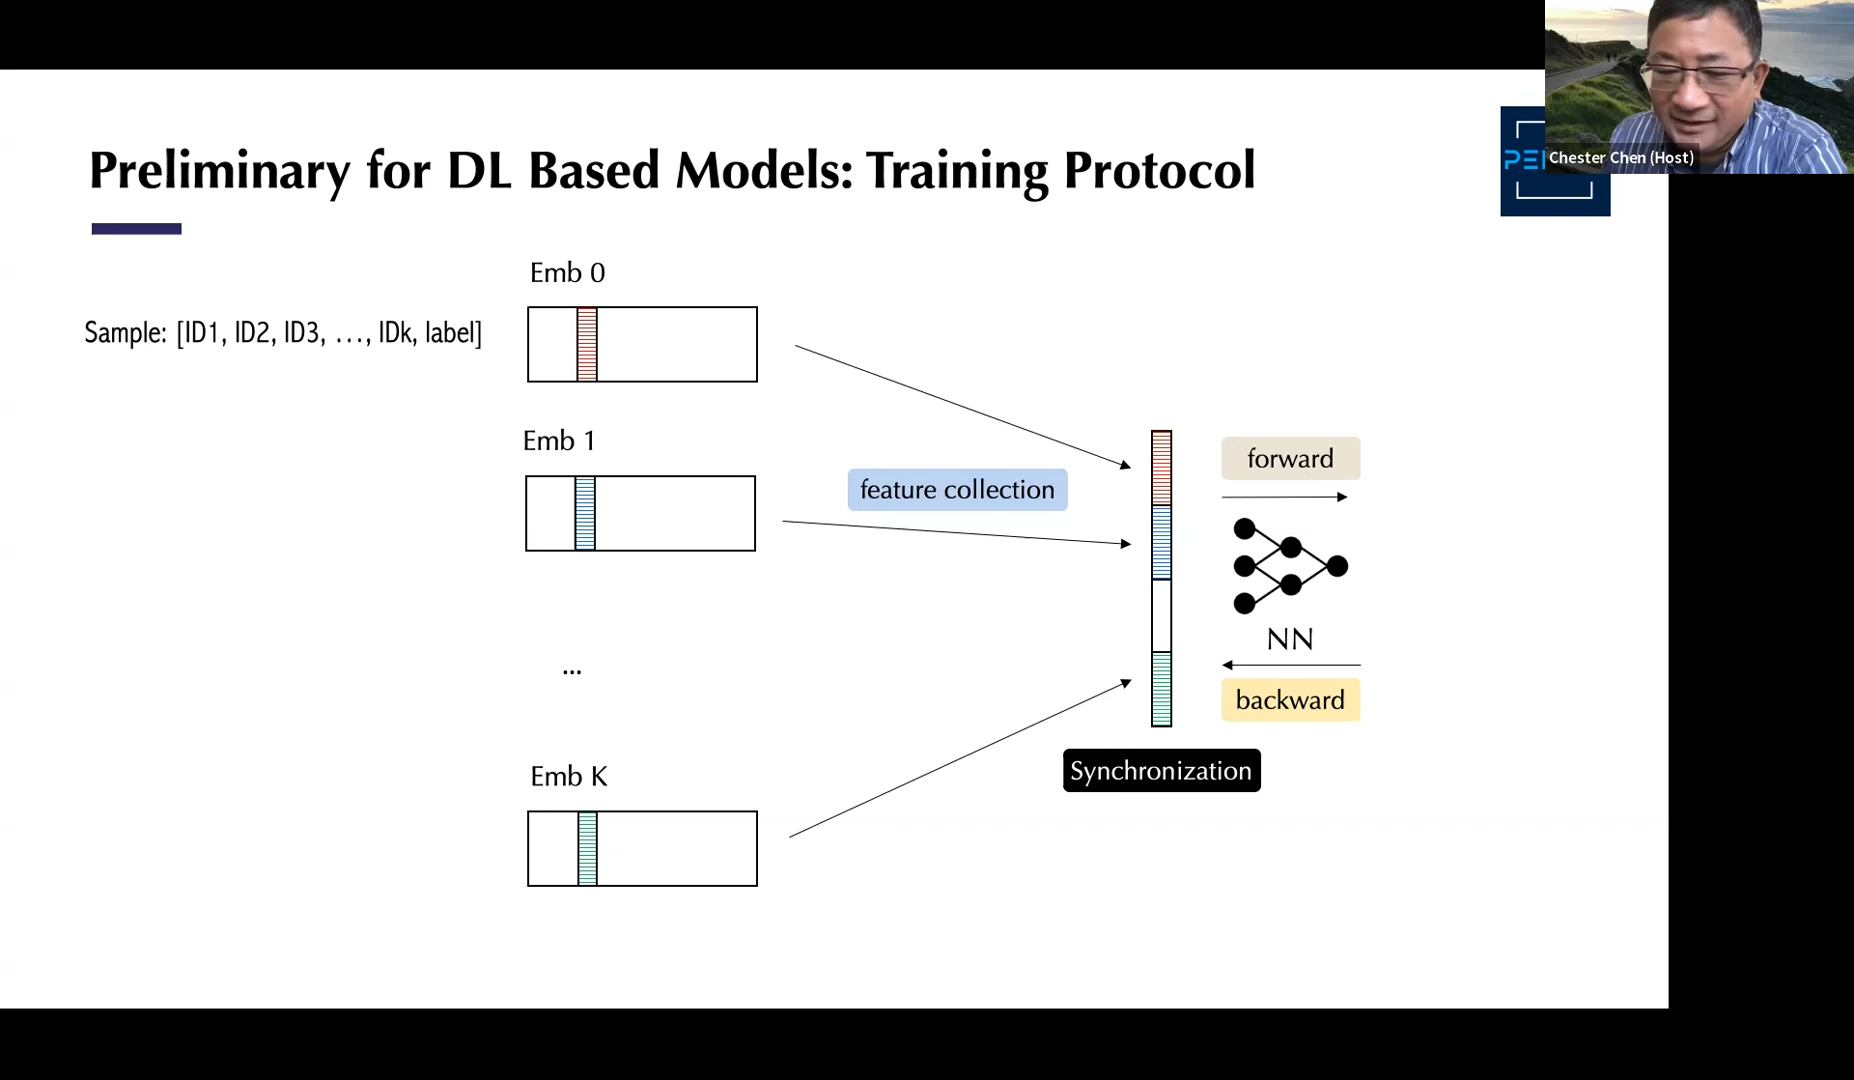 Preliminary for DL Based Models: Training Protocol
Chester Chen (Host)
Emb 0
Sample: [ID1, ID2, ID3, ..., IDk, label]
Emb 1
feature collection
forward
NN
...
backward
Synchronization
Emb K